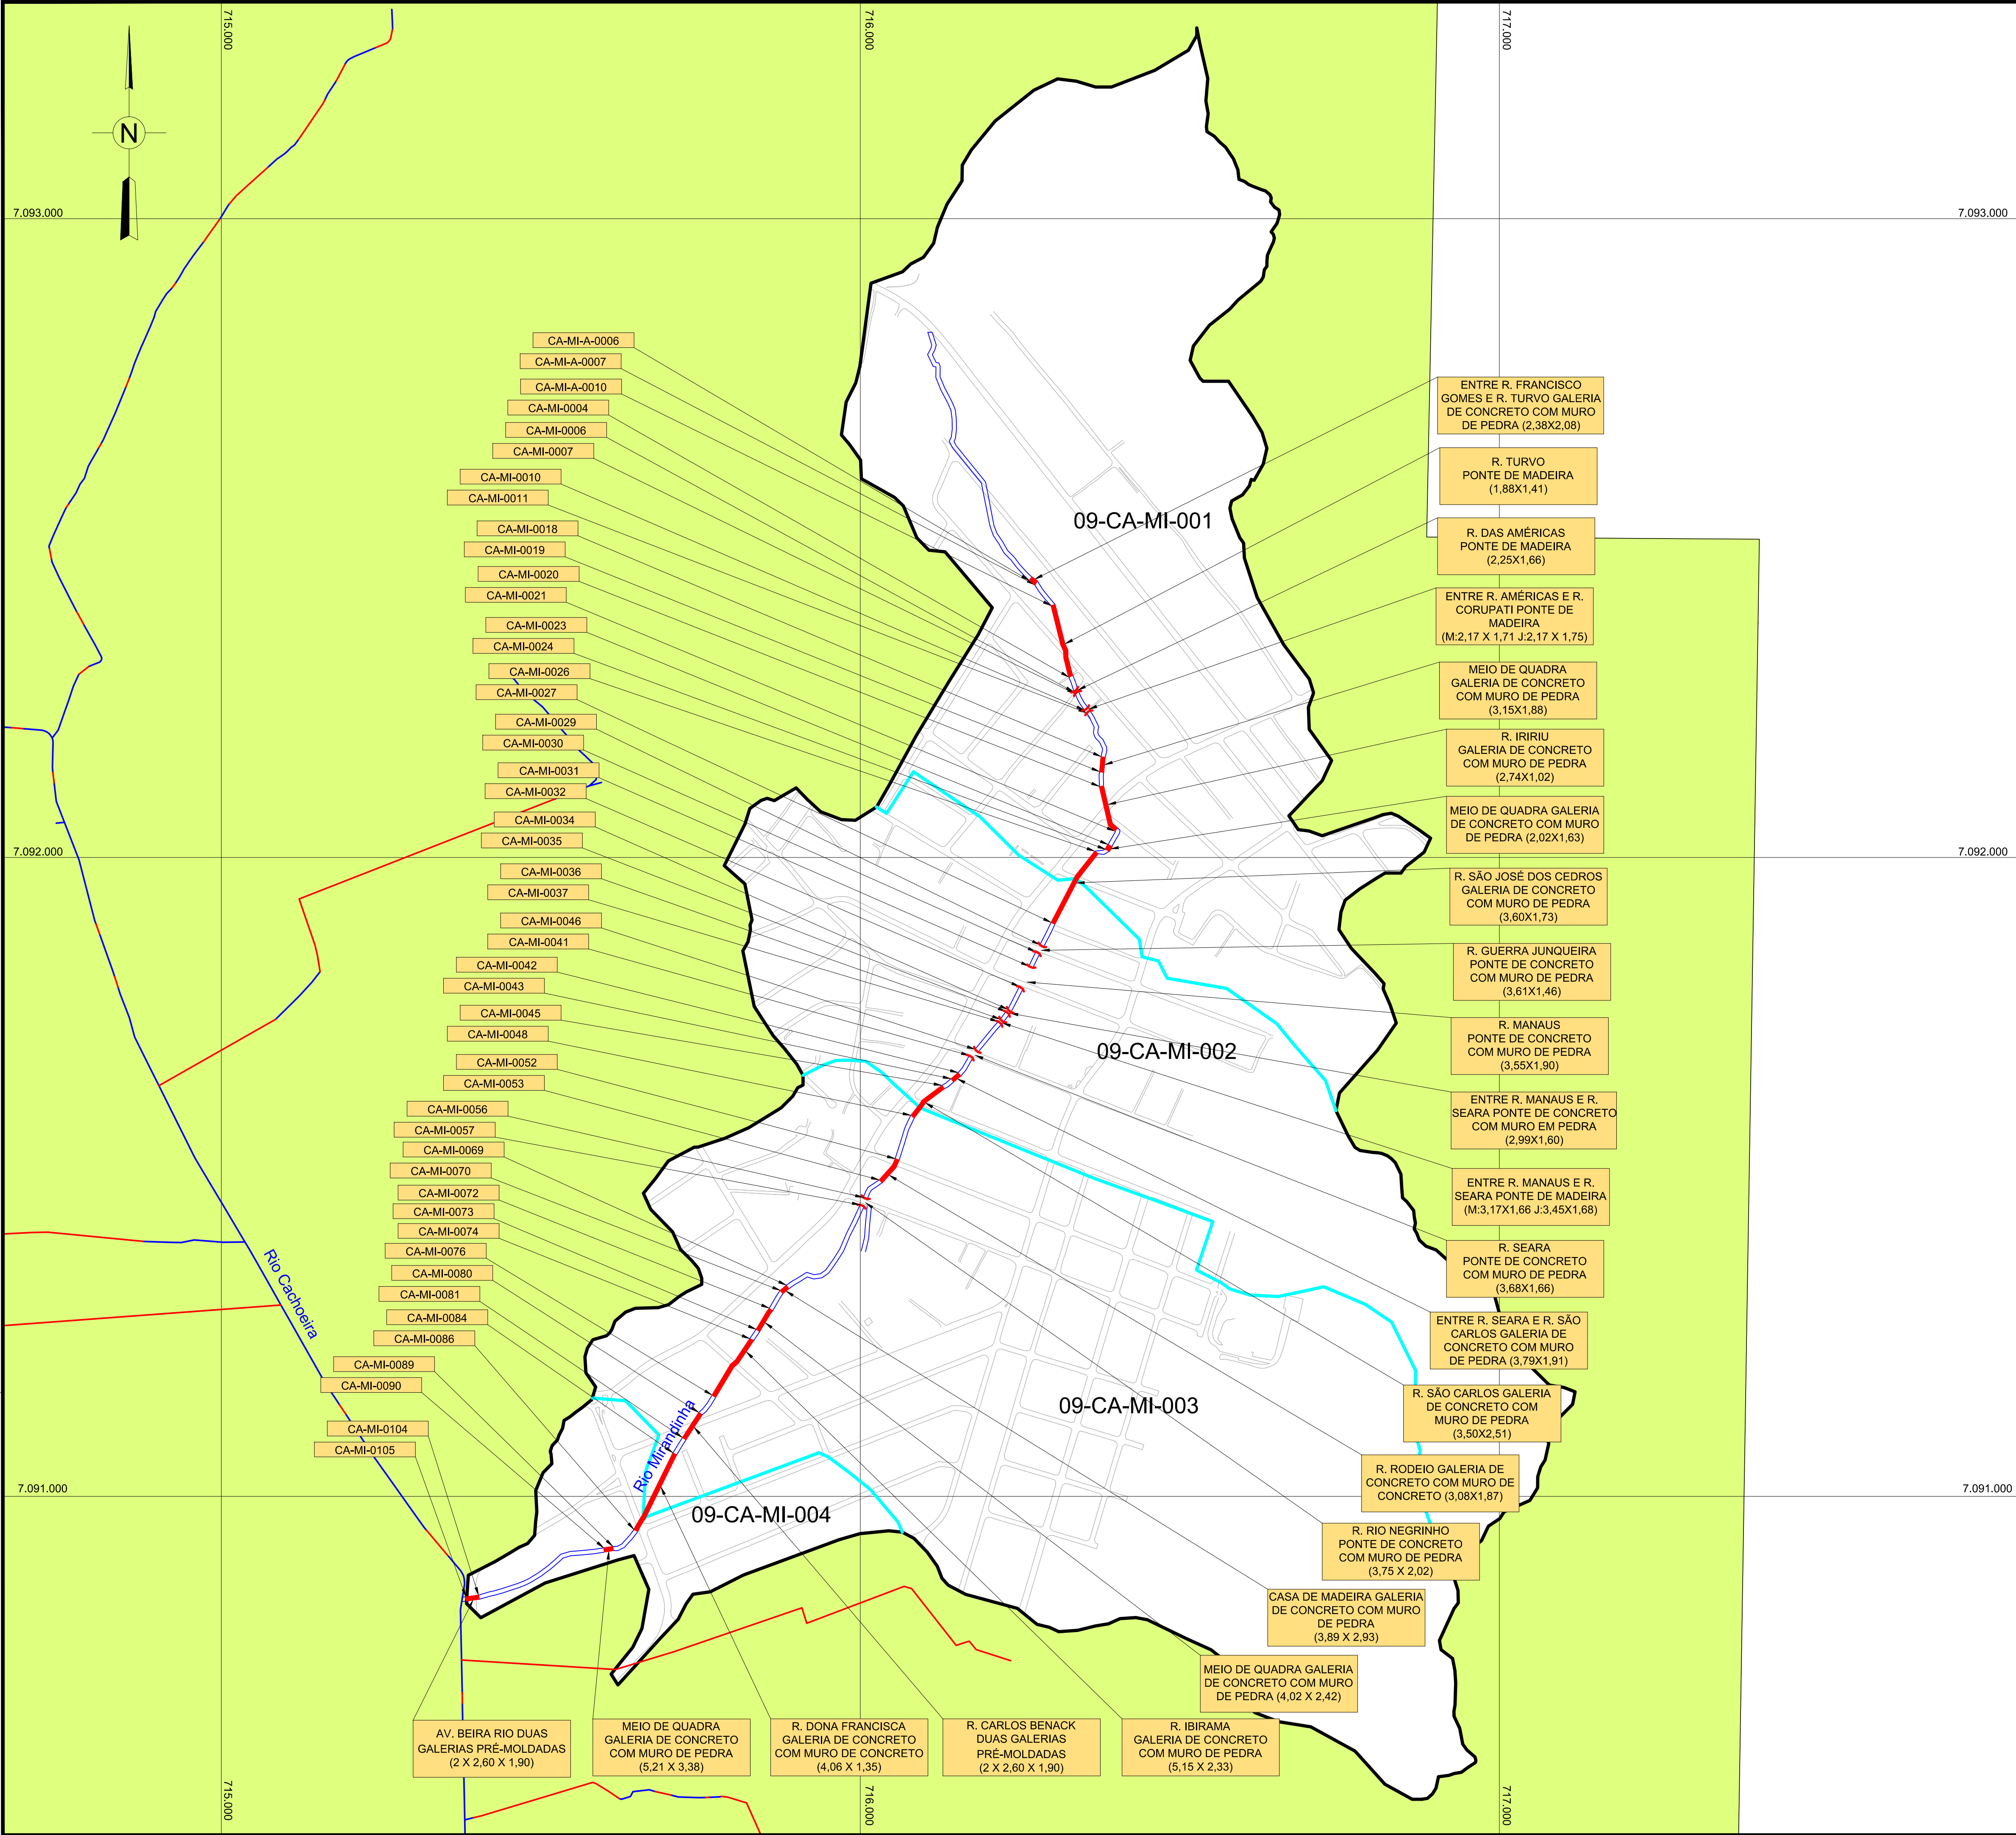 715.000
716.000
717.000
N
7.093.000
7.093.000
CA-MI-A-0006
CA-MI-A-0007
CA-MI-A-0010
CA-MI-0004
CA-MI-0006
CA-MI-0007
CA-MI-0010
CA-MI-0011
CA-MI-0018
CA-MI-0019
CA-MI-0020
CA-MI-0021
CA-MI-0023
CA-MI-0024
CA-MI-0026
CA-MI-0027
CA-MI-0029
CA-MI-0030
CA-MI-0031
CA-MI-0032
CA-MI-0034
CA-MI-0035
CA-MI-0036
CA-MI-0037
CA-MI-0046
CA-MI-0041
CA-MI-0042
CA-MI-0043
CA-MI-0045
CA-MI-0048
CA-MI-0052
CA-MI-0053
CA-MI-0056
CA-MI-0057
CA-MI-0069
CA-MI-0070
CA-MI-0072
CA-MI-0073
CA-MI-0074
CA-MI-0076
CA-MI-0080
CA-MI-0081
CA-MI-0084
CA-MI-0086
CA-MI-0089
CA-MI-0090
CA-MI-0104
CA-MI-0105
7.092.000
7.092.000
Rio Cachoeira
7.091.000
7.091.000
Rio Mirandinha
09-CA-MI-001
09-CA-MI-002
09-CA-MI-003
09-CA-MI-004
ENTRE R. FRANCISCO
GOMES E R. TURVO GALERIA
DE CONCRETO COM MURO
DE PEDRA (2,38X2,08)
R. TURVO
PONTE DE MADEIRA
(1,88X1,41)
R. DAS AMÉRICAS
PONTE DE MADEIRA
(2,25X1,66)
ENTRE R. AMÉRICAS E R.
CORUPATI PONTE DE
MADEIRA
(M:2,17 X 1,71 J:2,17 X 1,75)
MEIO DE QUADRA
GALERIA DE CONCRETO
COM MURO DE PEDRA
(3,15X1,88)
R. IRIRIU
GALERIA DE CONCRETO
COM MURO DE PEDRA
(2,74X1,02)
MEIO DE QUADRA GALERIA
DE CONCRETO COM MURO
DE PEDRA (2,02X1,63)
R. SÃO JOSÉ DOS CEDROS
GALERIA DE CONCRETO
COM MURO DE PEDRA
(3,60X1,73)
R. GUERRA JUNQUEIRA
PONTE DE CONCRETO
COM MURO DE PEDRA
(3,61X1,46)
R. MANAUS
PONTE DE CONCRETO
COM MURO DE PEDRA
(3,55X1,90)
ENTRE R. MANAUS E R.
SEARA PONTE DE CONCRETO
COM MURO EM PEDRA
(2,99X1,60)
ENTRE R. MANAUS E R.
SEARA PONTE DE MADEIRA
(M:3,17X1,66 J:3,45X1,68)
R. SEARA
PONTE DE CONCRETO
COM MURO DE PEDRA
(3,68X1,66)
ENTRE R. SEARA E R. SÃO
CARLOS GALERIA DE
CONCRETO COM MURO
DE PEDRA (3,79X1,91)
R. SÃO CARLOS GALERIA
DE CONCRETO COM
MURO DE PEDRA
(3,50X2,51)
R. RODEIO GALERIA DE
CONCRETO COM MURO DE
CONCRETO (3,08X1,87)
R. RIO NEGRINHO
PONTE DE CONCRETO
COM MURO DE PEDRA
(3,75 X 2,02)
CASA DE MADEIRA GALERIA
DE CONCRETO COM MURO
DE PEDRA
(3,89 X 2,93)
MEIO DE QUADRA GALERIA
DE CONCRETO COM MURO
DE PEDRA (4,02 X 2,42)
AV. BEIRA RIO DUAS
GALERIAS PRÉ-MOLDADAS
(2 X 2,60 X 1,90)
MEIO DE QUADRA
GALERIA DE CONCRETO
COM MURO DE PEDRA
(5,21 X 3,38)
R. DONA FRANCISCA
GALERIA DE CONCRETO
COM MURO DE CONCRETO
(4,06 X 1,35)
R. CARLOS BENACK
DUAS GALERIAS
PRÉ-MOLDADAS
(2 X 2,60 X 1,90)
R. IBIRAMA
GALERIA DE CONCRETO
COM MURO DE PEDRA
(5,15 X 2,33)
715.000
716.000
717.000